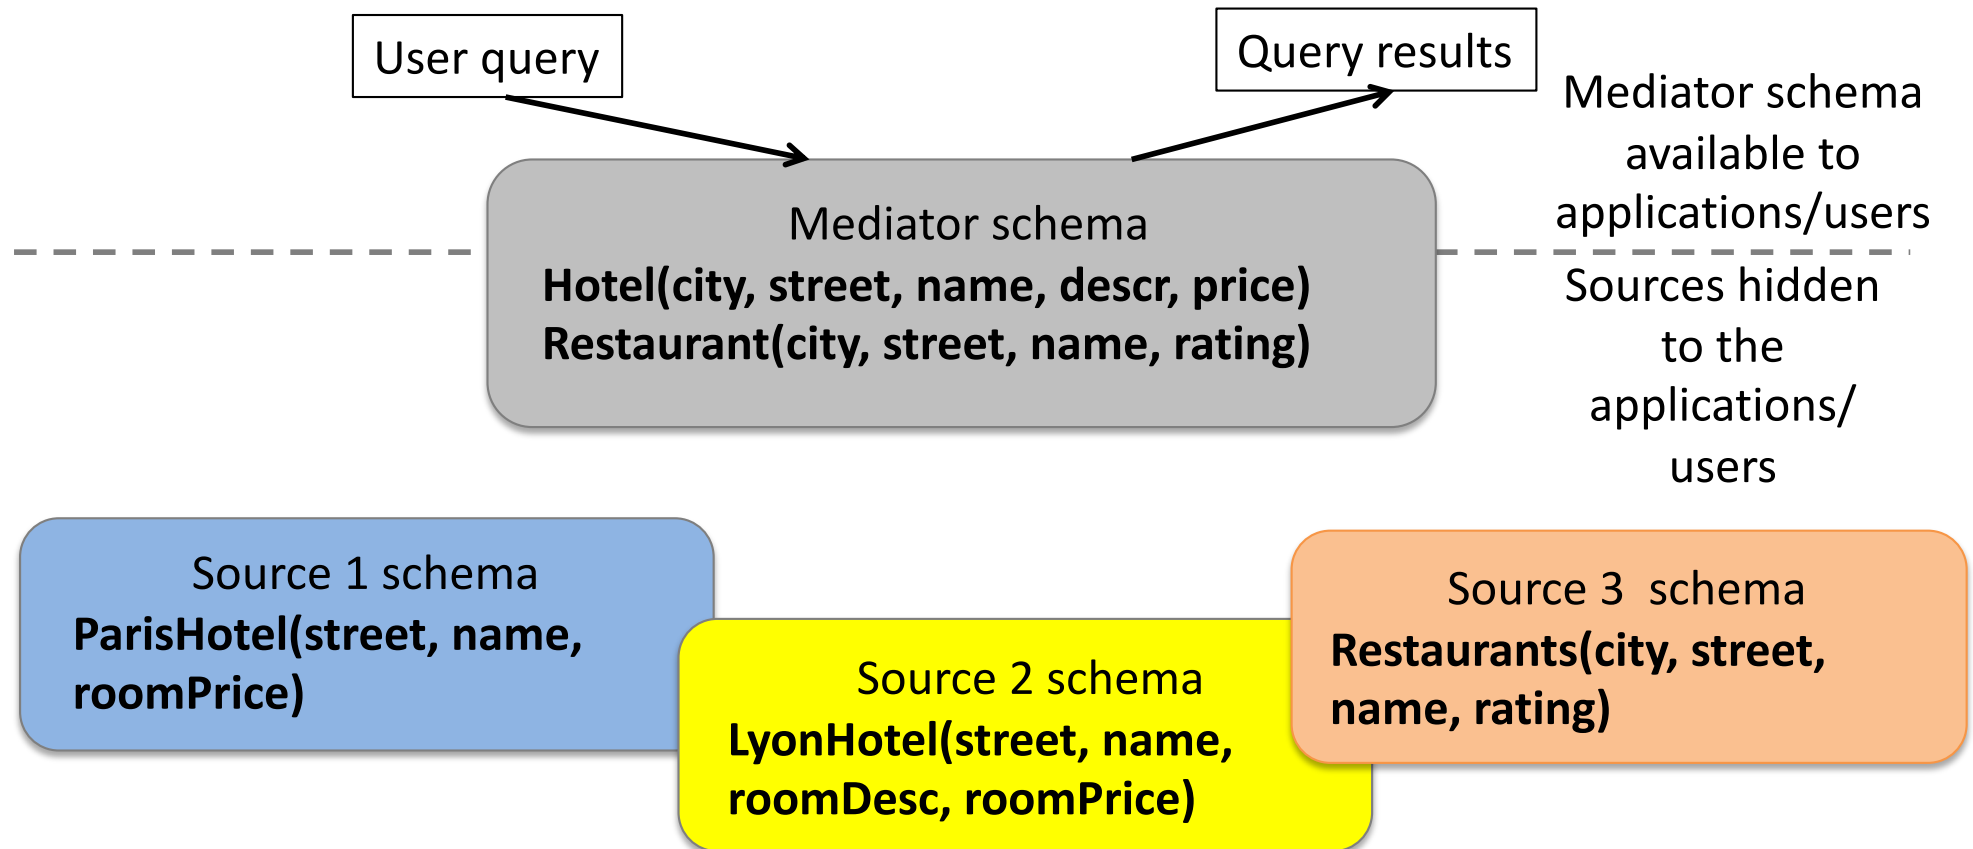 User query
Query results
Mediator schema
available to
applications/users
Mediator schema
Hotel(city, street, name, descr, price)
Restaurant(city, street, name, rating)
Sources hidden
to the
applications/
users
Source 1 schema
ParisHotel(street, name,
roomPrice)
Source 2 schema
LyonHotel(street, name,
roomDesc, roomPrice)
Source 3  schema
Restaurants(city, street,
name, rating)